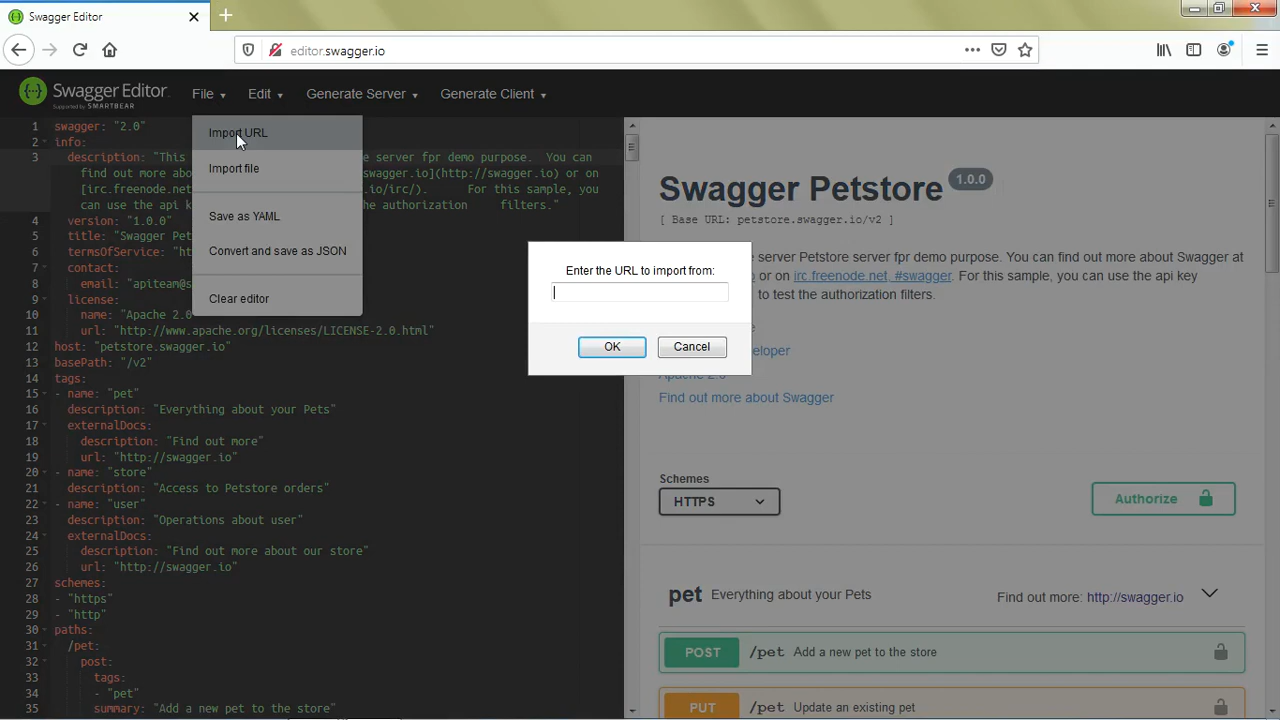 Swagger Editor
editor.swagger.io
Swagger Editor
Supported by SMARTBEAR
File Edit Generate Server Generate Client
Import URL
Import file
Save as YAML
Convert and save as JSON
Clear editor
1 swagger: "2.0"
2 info:
3 description: "This e server fpr demo purpose. You can
find out more abou swagger.io](http://swagger.io) or on
[irc.freenode.net .io/irc/). For this sample, you
can use the api k the authorization filters."
4 version: "1.0.0"
5 title: "Swagger Pet
6 termsOfService: "ht
7 contact:
8 email: "apiteam@s
9 license:
10 name: "Apache 2.0
11 url: "http://www.apache.org/licenses/LICENSE-2.0.html"
12 host: "petstore.swagger.io"
13 basePath: "/v2"
14 tags:
15 - name: "pet"
16 description: "Everything about your Pets"
17 externalDocs:
18 description: "Find out more"
19 url: "http://swagger.io"
20 - name: "store"
21 description: "Access to Petstore orders"
22 - name: "user"
23 description: "Operations about user"
24 externalDocs:
25 description: "Find out more about our store"
26 url: "http://swagger.io"
27 schemes:
28 - "https"
29 - "http"
30 paths:
31 /pet:
32 post:
33 tags:
34 - "pet"
35 summary: "Add a new pet to the store"
Enter the URL to import from:
OK Cancel
Swagger Petstore 1.0.0
[ Base URL: petstore.swagger.io/v2 ]
e server Petstore server fpr demo purpose. You can find out more about Swagger at
or on irc.freenode.net, #swagger. For this sample, you can use the api key
to test the authorization filters.
eloper
Apache 2.0
Find out more about Swagger
Schemes
HTTPS
Authorize
pet Everything about your Pets Find out more: http://swagger.io
POST /pet Add a new pet to the store
PUT /pet Update an existing pet